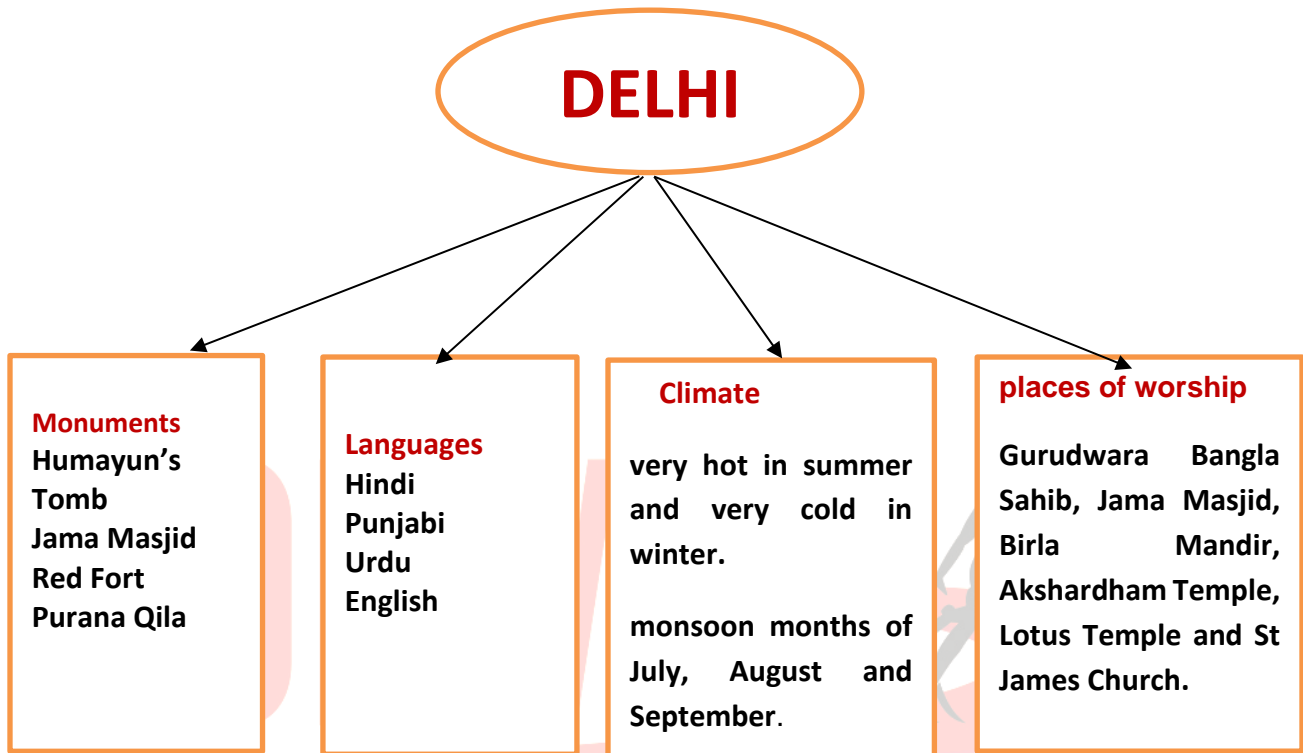 DELHI
Monuments
Humayun’s
Tomb
Jama Masjid
Red Fort
Purana Qila
Languages
Hindi
Punjabi
Urdu
English
Climate
very hot in summer
and very cold in
winter.
monsoon months of
July, August and
September.
places of worship
Gurudwara Bangla
Sahib, Jama Masjid,
Birla Mandir,
Akshardham Temple,
Lotus Temple and St
James Church.